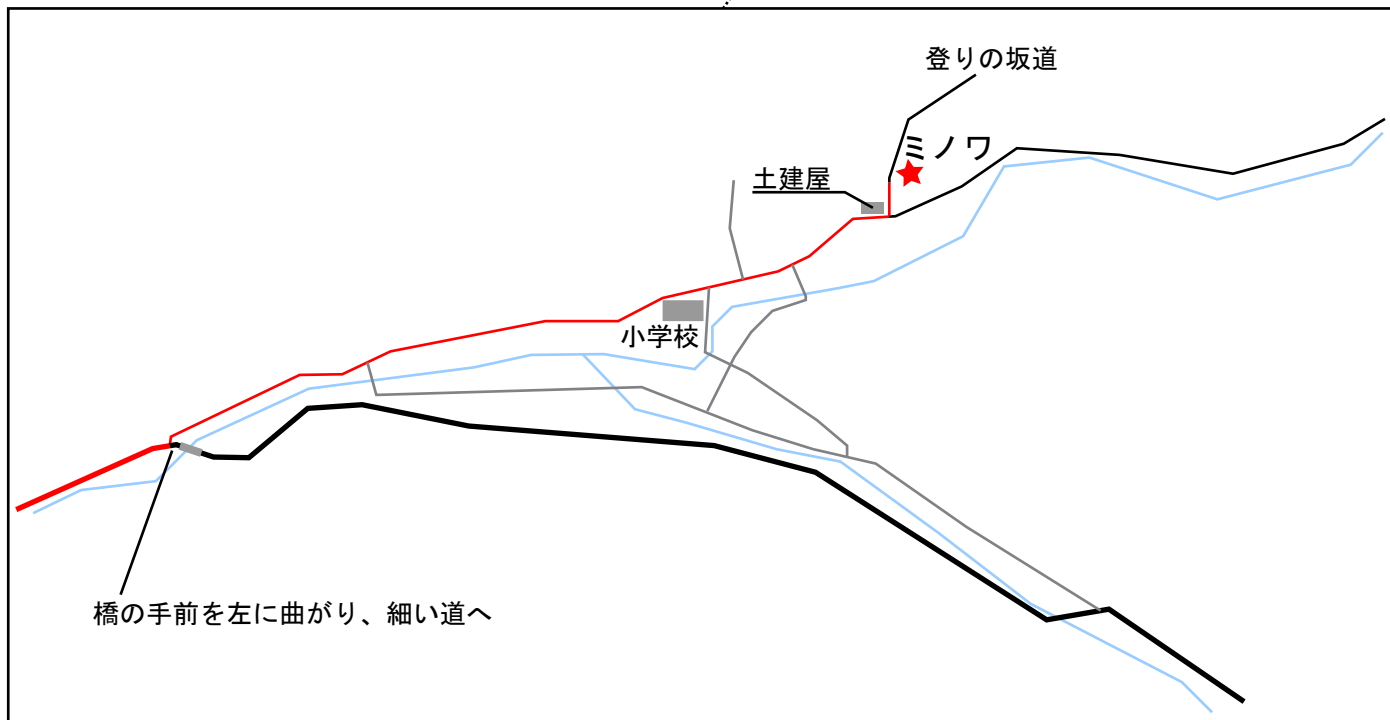 登りの坂道
ミノワ
土建屋
小学校
橋の手前を左に曲がり、細い道へ